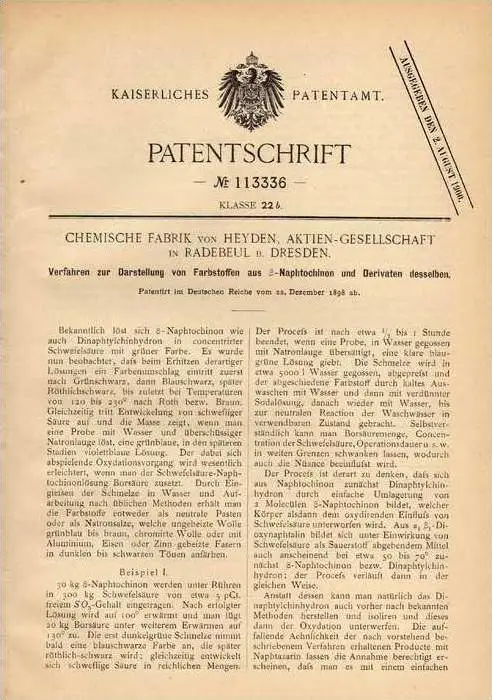 KAISERLICHES PATENTAMT.
AUSGEGEBEN DEN 2. AUGUST 1900.
PATENTSCHRIFT
— № 113336 —
KLASSE 22 b.
CHEMISCHE FABRIK VON HEYDEN, AKTIEN-GESELLSCHAFT
IN RADEBEUL B. DRESDEN.
Verfahren zur Darstellung von Farbstoffen aus β-Naphtochinon und Derivaten desselben.
Patentirt im Deutschen Reiche vom 22. Dezember 1898 ab.
Bekanntlich löst sich β-Naphtochinon wie
auch Dinaphtylchinhydron in concentrirter
Schwefelsäure mit grüner Farbe. Es wurde
nun beobachtet, daſs beim Erhitzen derartiger
Lösungen ein Farbenumschlag eintritt zuerst
nach Grünschwarz, dann Blauschwarz, später
Röthlichschwarz, bis zuletzt bei Temperaturen
von 120 bis 230° nach Roth bezw. Braun.
Gleichzeitig tritt Entwickelung von schwefliger
Säure auf und die Masse zeigt, wenn man
eine Probe mit Wasser und überschüssiger
Natronlauge löst, eine grünblaue, in den späteren
Stadien violettblaue Lösung. Der dabei sich
abspielende Oxydationsvorgang wird wesentlich
erleichtert, wenn man der Schwefelsäure-Naph-
tochinonlösung Borsäure zusetzt. Durch Ein-
gieſsen der Schmelze in Wasser und Auf-
arbeitung nach üblichen Methoden erhält man
die Farbstoffe entweder als neutrale Pasten
oder als Natronsalze, welche ungebeizte Wolle
grünblau bis braun, chromirte Wolle oder mit
Aluminium, Eisen oder Zinn gebeizte Fasern
in dunklen bis schwarzen Tönen anfärben.
Beispiel I.
30 kg β-Naphtochinon werden unter Rühren
in 300 kg Schwefelsäure von etwa 5 pCt.
freiem SO₃-Gehalt eingetragen. Nach erfolgter
Lösung wird auf 100° erwärmt und man fügt
20 kg Borsäure unter weiterem Erwärmen auf
130° zu. Die erst dunkelgrüne Schmelze nimmt
bald eine blauschwarze Farbe an, die später
röthlich-schwarz wird; gleichzeitig entwickelt
sich schweflige Säure in reichlichen Mengen.
Der Proceſs ist nach etwa ½ bis 1 Stunde
beendet, wenn eine Probe, in Wasser gegossen,
mit Natronlauge übersättigt, eine klare blau-
grüne Lösung giebt. Die Schmelze wird in
etwa 3000 l Wasser gegossen, abgepreſst und
der abgeschiedene Farbstoff durch kaltes Aus-
waschen mit Wasser und dann mit verdünnter
Sodalösung, danach wieder mit Wasser, bis
zur neutralen Reaction der Waschwässer in
verwendbaren Zustand gebracht. Selbstver-
ständlich kann man Borsäuremenge, Concen-
tration der Schwefelsäure, Operationsdauer u. s. w.
in weiten Grenzen schwanken lassen, wodurch
auch die Nüance beeinfluſst wird.
Der Proceſs ist derart zu denken, daſs sich
aus Naphtochinon zunächst Dinaphtylchin-
hydron durch einfache Umlagerung von
2 Molecülen β-Naphtochinon bildet, welcher
Körper alsdann dem oxydirenden Einfluſs von
Schwefelsäure unterworfen wird. Aus
Dioxynaphtalin bildet sich unter Einwirkung von
Schwefelsäure als Sauerstoff abgebendem Mittel
auch anscheinend bei etwa 50 bis 70° zu-
nächst β-Naphtochinon bezw. Dinaphtylchin-
hydron; der Proceſs verläuft dann in der
gleichen Weise.
Anstatt dessen kann man natürlich das Di-
naphtylchinhydron auch vorher nach bekannten
Methoden herstellen und isoliren und dieses
dann der Oxydation unterwerfen. Die auf-
fallende Aehnlichkeit der nach vorstehend be-
schriebenem Verfahren erhaltenen Producte mit
Naphtazarin lassen die Annahme berechtigt
erscheinen, daſs man es mit einem einfachen